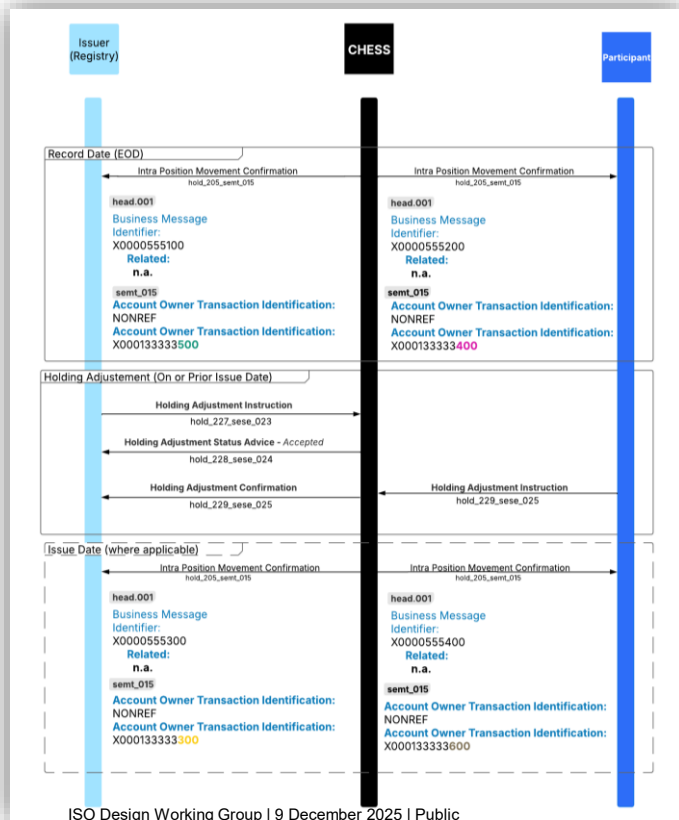 Issuer
(Registry)
CHESS
Participant
Record Date (EOD)
Intra Position Movement Confirmation
hold_205_semt_015
Intra Position Movement Confirmation
hold_205_semt_015
head.001
Business Message
Identifier:
X0000555100
Related:
n.a.
semt_015
Account Owner Transaction Identification:
NONREF
Account Owner Transaction Identification:
X000133333500
head.001
Business Message
Identifier:
X0000555200
Related:
n.a.
semt_015
Account Owner Transaction Identification:
NONREF
Account Owner Transaction Identification:
X000133333400
Holding Adjustement (On or Prior Issue Date)
Holding Adjustment Instruction
hold_227_sese_023
Holding Adjustment Status Advice - Accepted
hold_228_sese_024
Holding Adjustment Confirmation
hold_229_sese_025
Holding Adjustment Instruction
hold_229_sese_025
Issue Date (where applicable)
Intra Position Movement Confirmation
hold_205_semt_015
Intra Position Movement Confirmation
hold_205_semt_015
head.001
Business Message
Identifier:
X0000555300
Related:
n.a.
semt_015
Account Owner Transaction Identification:
NONREF
Account Owner Transaction Identification:
X000133333300
head.001
Business Message
Identifier:
X0000555400
Related:
n.a.
semt_015
Account Owner Transaction Identification:
NONREF
Account Owner Transaction Identification:
X000133333600
ISO Design Working Group | 9 December 2025 | Public